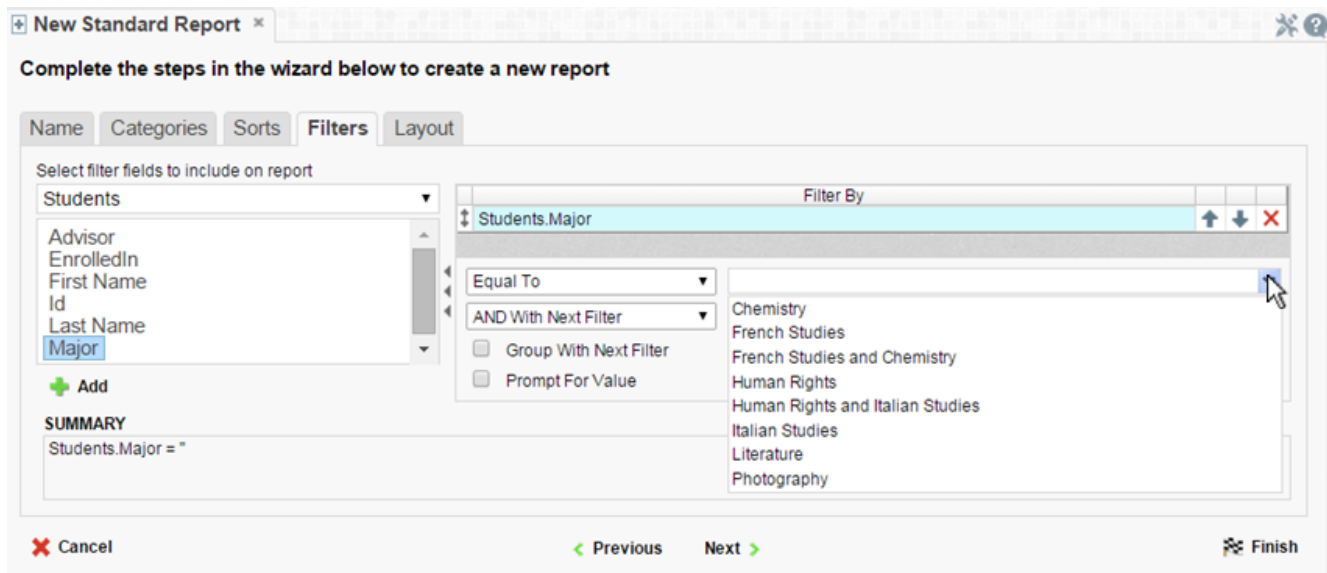 New Standard Report ×
Complete the steps in the wizard below to create a new report
Name Categories Sorts Filters Layout
Select filter fields to include on report
Students
Advisor
EnrolledIn
First Name
Id
Last Name
Major
Add
Filter By
Students.Major
Equal To
AND With Next Filter
Group With Next Filter
Prompt For Value
Chemistry
French Studies
French Studies and Chemistry
Human Rights
Human Rights and Italian Studies
Italian Studies
Literature
Photography
SUMMARY
Students.Major = ''
Cancel
Previous
Next
Finish